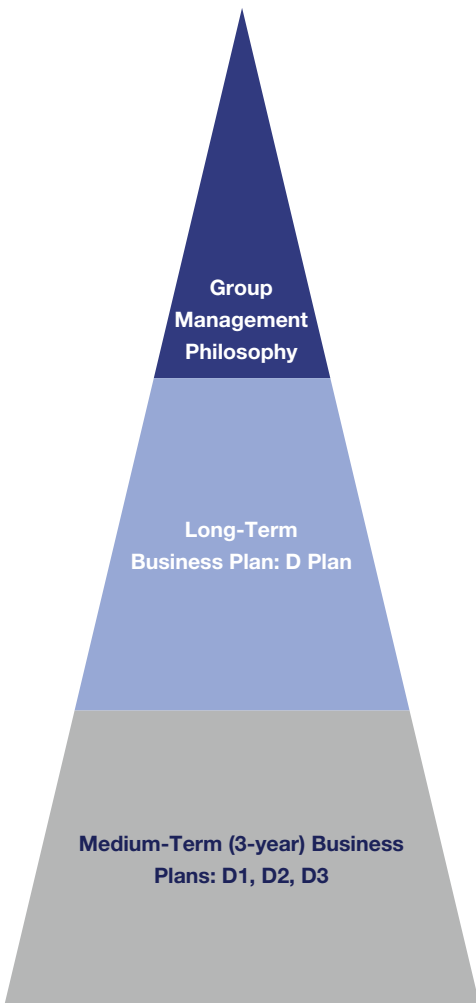 Group
Management
Philosophy
Long-Term
Business Plan: D Plan
Medium-Term (3-year) Business
Plans: D1, D2, D3